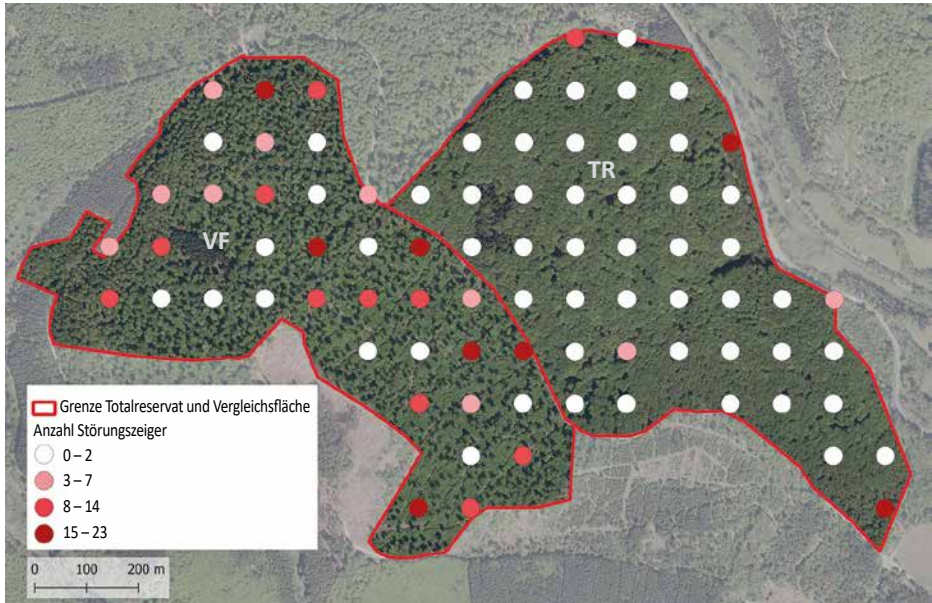 TR
VF
Grenze Totalreservat und Vergleichsfläche
Anzahl Störungszeiger
0 – 2
3 – 7
8 – 14
15 – 23
0 100 200 m